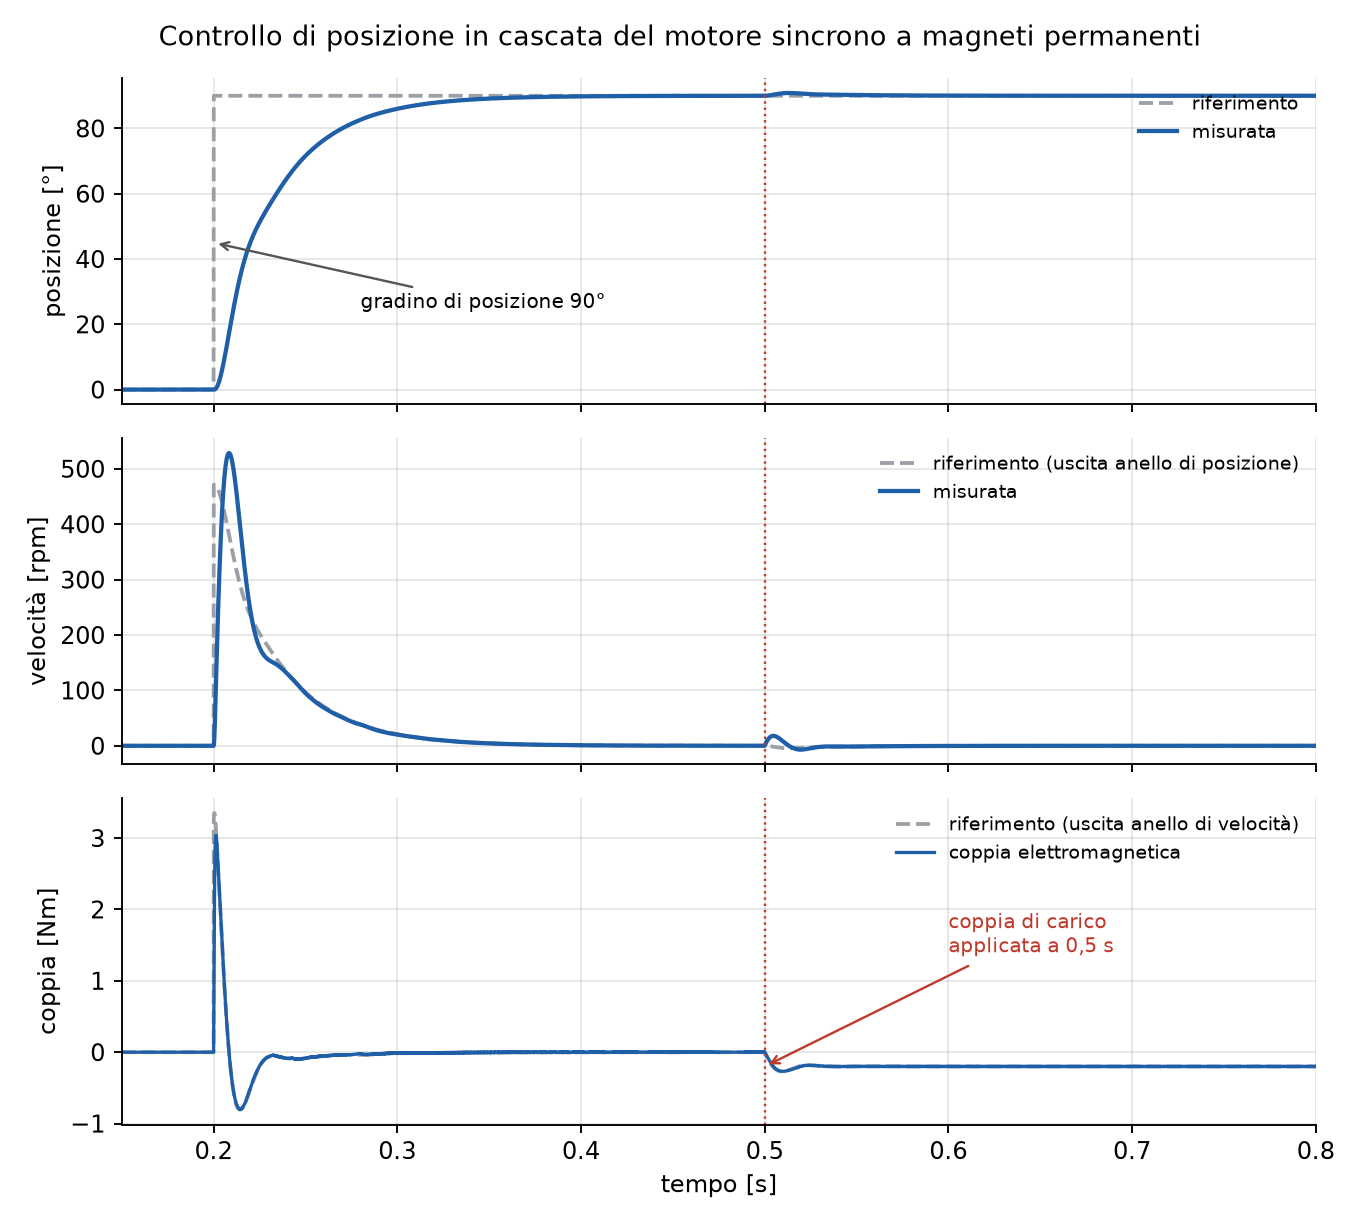 Controllo di posizione in cascata del motore sincrono a magneti permanenti
posizione [°]
80
60
40
20
0
riferimento
misurata
gradino di posizione 90°
velocità [rpm]
500
400
300
200
100
0
riferimento (uscita anello di posizione)
misurata
coppia [Nm]
3
2
1
0
−1
riferimento (uscita anello di velocità)
coppia elettromagnetica
coppia di carico
applicata a 0,5 s
0.2 0.3 0.4 0.5 0.6 0.7 0.8
tempo [s]